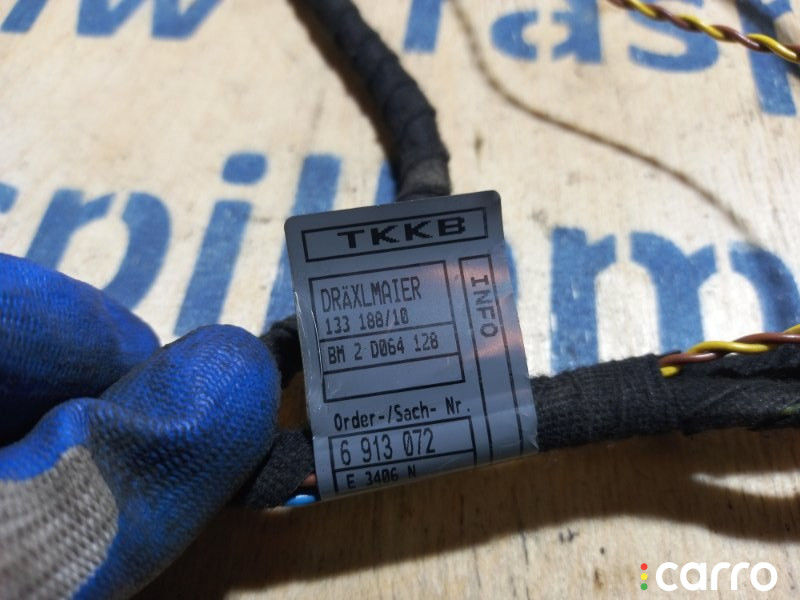 TKKB
DRÄXLMAIER
133 188/10
BM 2 D064 128
INFO
Order-/Sach- Nr.
6 913 072
E 3406 N
carro